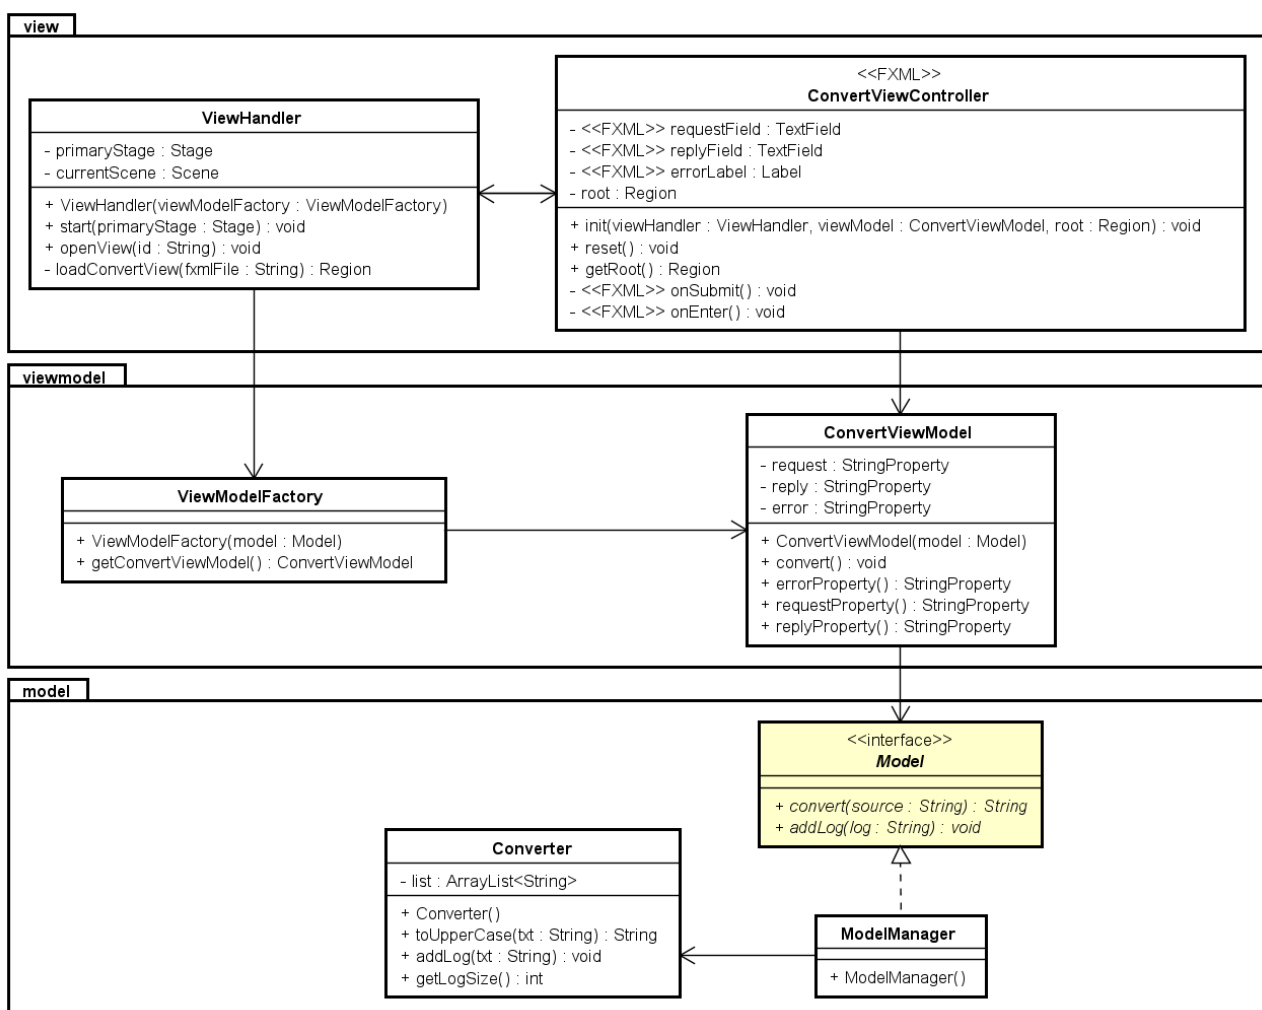 view
ViewHandler
- primaryStage : Stage
- currentScene : Scene
+ ViewHandler(viewModelFactory : ViewModelFactory)
+ start(primaryStage : Stage) : void
+ openView(id : String) : void
- loadConvertView(fxmlFile : String) : Region
<<FXML>>
ConvertViewController
- <<FXML>> requestField : TextField
- <<FXML>> replyField : TextField
- <<FXML>> errorLabel : Label
- root : Region
+ init(viewHandler : ViewHandler, viewModel : ConvertViewModel, root : Region) : void
+ reset() : void
+ getRoot() : Region
- <<FXML>> onSubmit() : void
- <<FXML>> onEnter() : void
viewmodel
ViewModelFactory
+ ViewModelFactory(model : Model)
+ getConvertViewModel() : ConvertViewModel
ConvertViewModel
- request : StringProperty
- reply : StringProperty
- error : StringProperty
+ ConvertViewModel(model : Model)
+ convert() : void
+ errorProperty() : StringProperty
+ requestProperty() : StringProperty
+ replyProperty() : StringProperty
model
<<interface>>
Model
+ convert(source : String) : String
+ addLog(log : String) : void
Converter
- list : ArrayList<String>
+ Converter()
+ toUpperCase(txt : String) : String
+ addLog(txt : String) : void
+ getLogSize() : int
ModelManager
+ ModelManager()